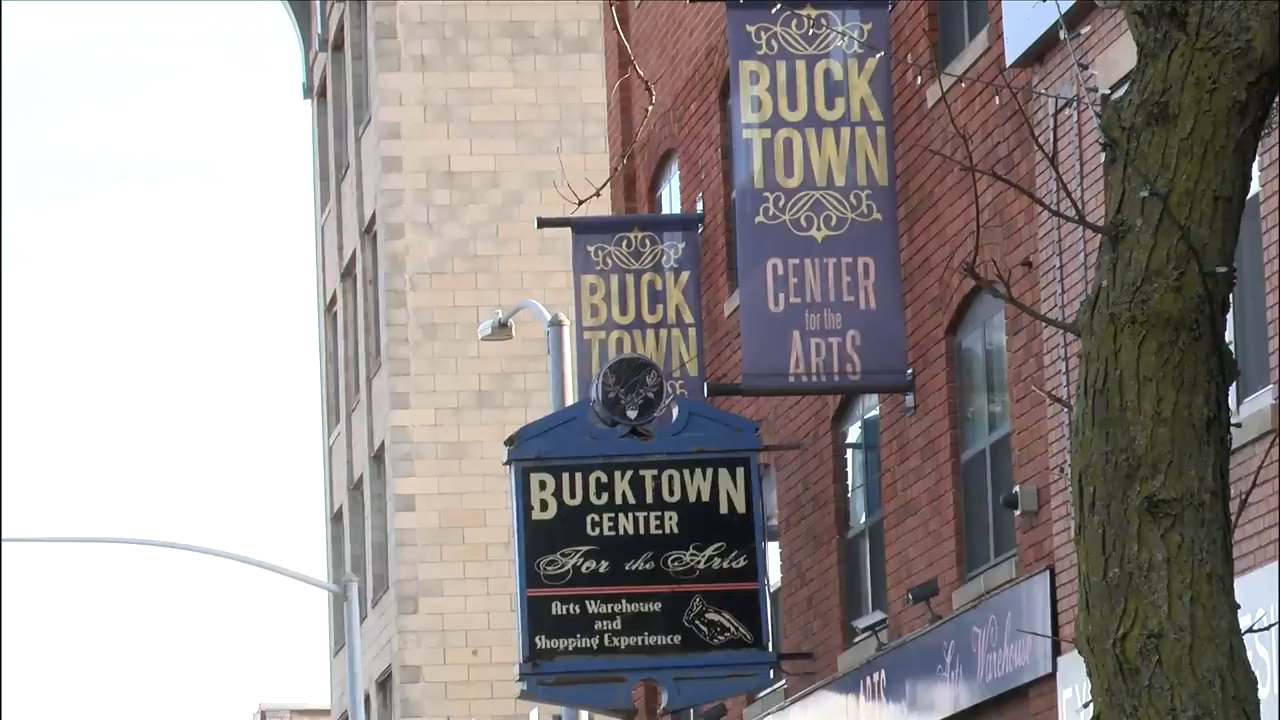 BUCK
TOWN
CENTER
for the
ARTS
BUCK
TOWN
BUCKTOWN
CENTER
For the Arts
Arts Warehouse
and
Shopping Experience
ARTS
Arts Warehouse